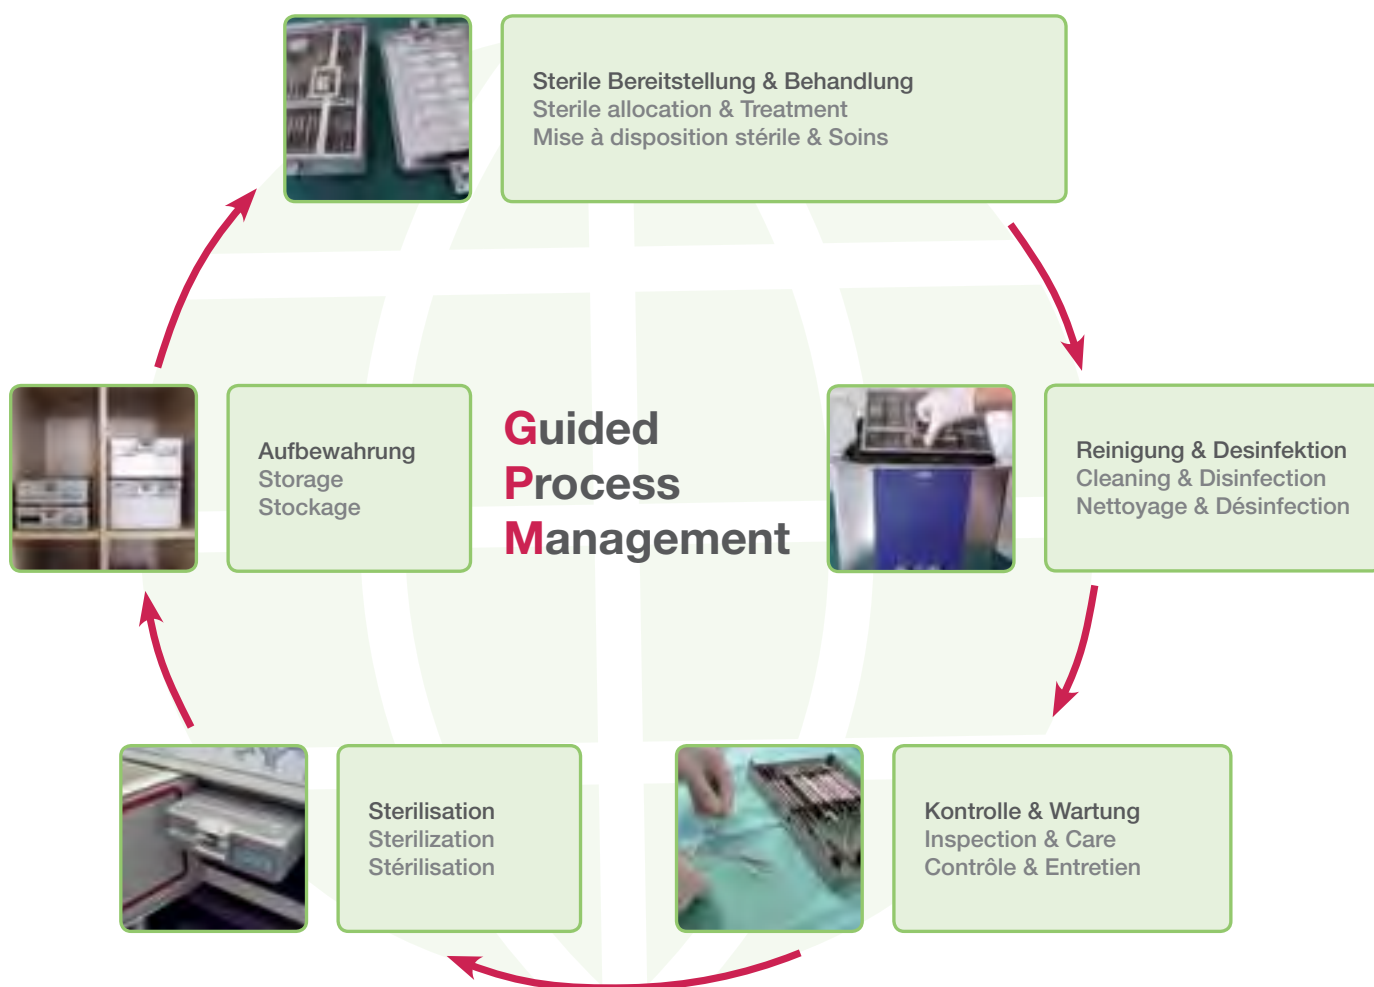 Sterile Bereitstellung & Behandlung
Sterile allocation & Treatment
Mise à disposition stérile & Soins
Aufbewahrung
Storage
Stockage
Guided
Process
Management
Reinigung & Desinfektion
Cleaning & Disinfection
Nettoyage & Désinfection
Sterilisation
Sterilization
Stérilisation
Kontrolle & Wartung
Inspection & Care
Contrôle & Entretien